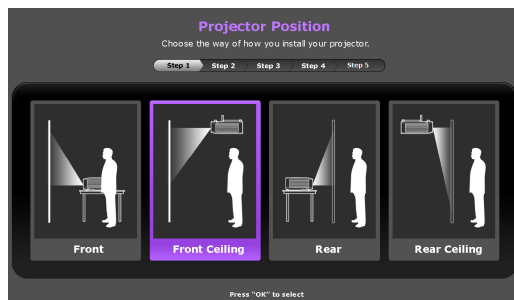 Projector Position
Choose the way of how you install your projector.
Step 1 Step 2 Step 3 Step 4 Step 5
Front Front Ceiling Rear Rear Ceiling
Press "OK" to select